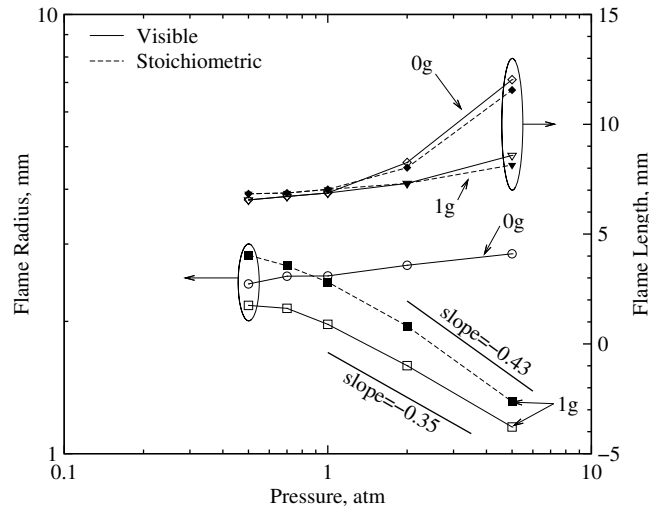 10
15
Visible
Stoichiometric
0g
10
1g
5
0g
0
slope=−0.43
slope=−0.35
1g
1
−5
0.1
1
10
Pressure, atm
Flame Radius, mm
Flame Length, mm